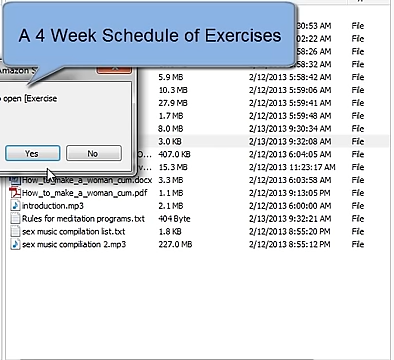 A 4 Week Schedule of Exercises
:30:53 AM File
:02:22 AM File
:58:26 AM File
:58:32 AM File
Amazon S
5.9 MB 2/12/2013 5:58:42 AM File
10.3 MB 2/12/2013 5:59:06 AM File
o open [Exercise 27.9 MB 2/12/2013 5:59:41 AM File
1.7 MB 2/12/2013 5:59:48 AM File
8.0 MB 2/12/2013 9:30:34 AM File
3.0 KB 2/13/2013 9:32:08 AM File
Yes No o... 407.0 KB 2/12/2013 6:04:05 AM File
v... 15.3 MB 2/12/2013 11:23:17 AM File
How_to_make_a_woman_cum.docx 3.3 MB 2/12/2013 6:03:58 AM File
How_to_make_a_woman_cum.pdf 1.1 MB 2/12/2013 9:13:05 PM File
introduction.mp3 2.1 MB 2/12/2013 6:00:00 AM File
Rules for meditation programs.txt 404 Byte 2/13/2013 9:32:21 AM File
sex music compilation list.txt 1.8 KB 2/12/2013 8:55:20 PM File
sex music compiliation 2.mp3 227.0 MB 2/12/2013 8:55:12 PM File